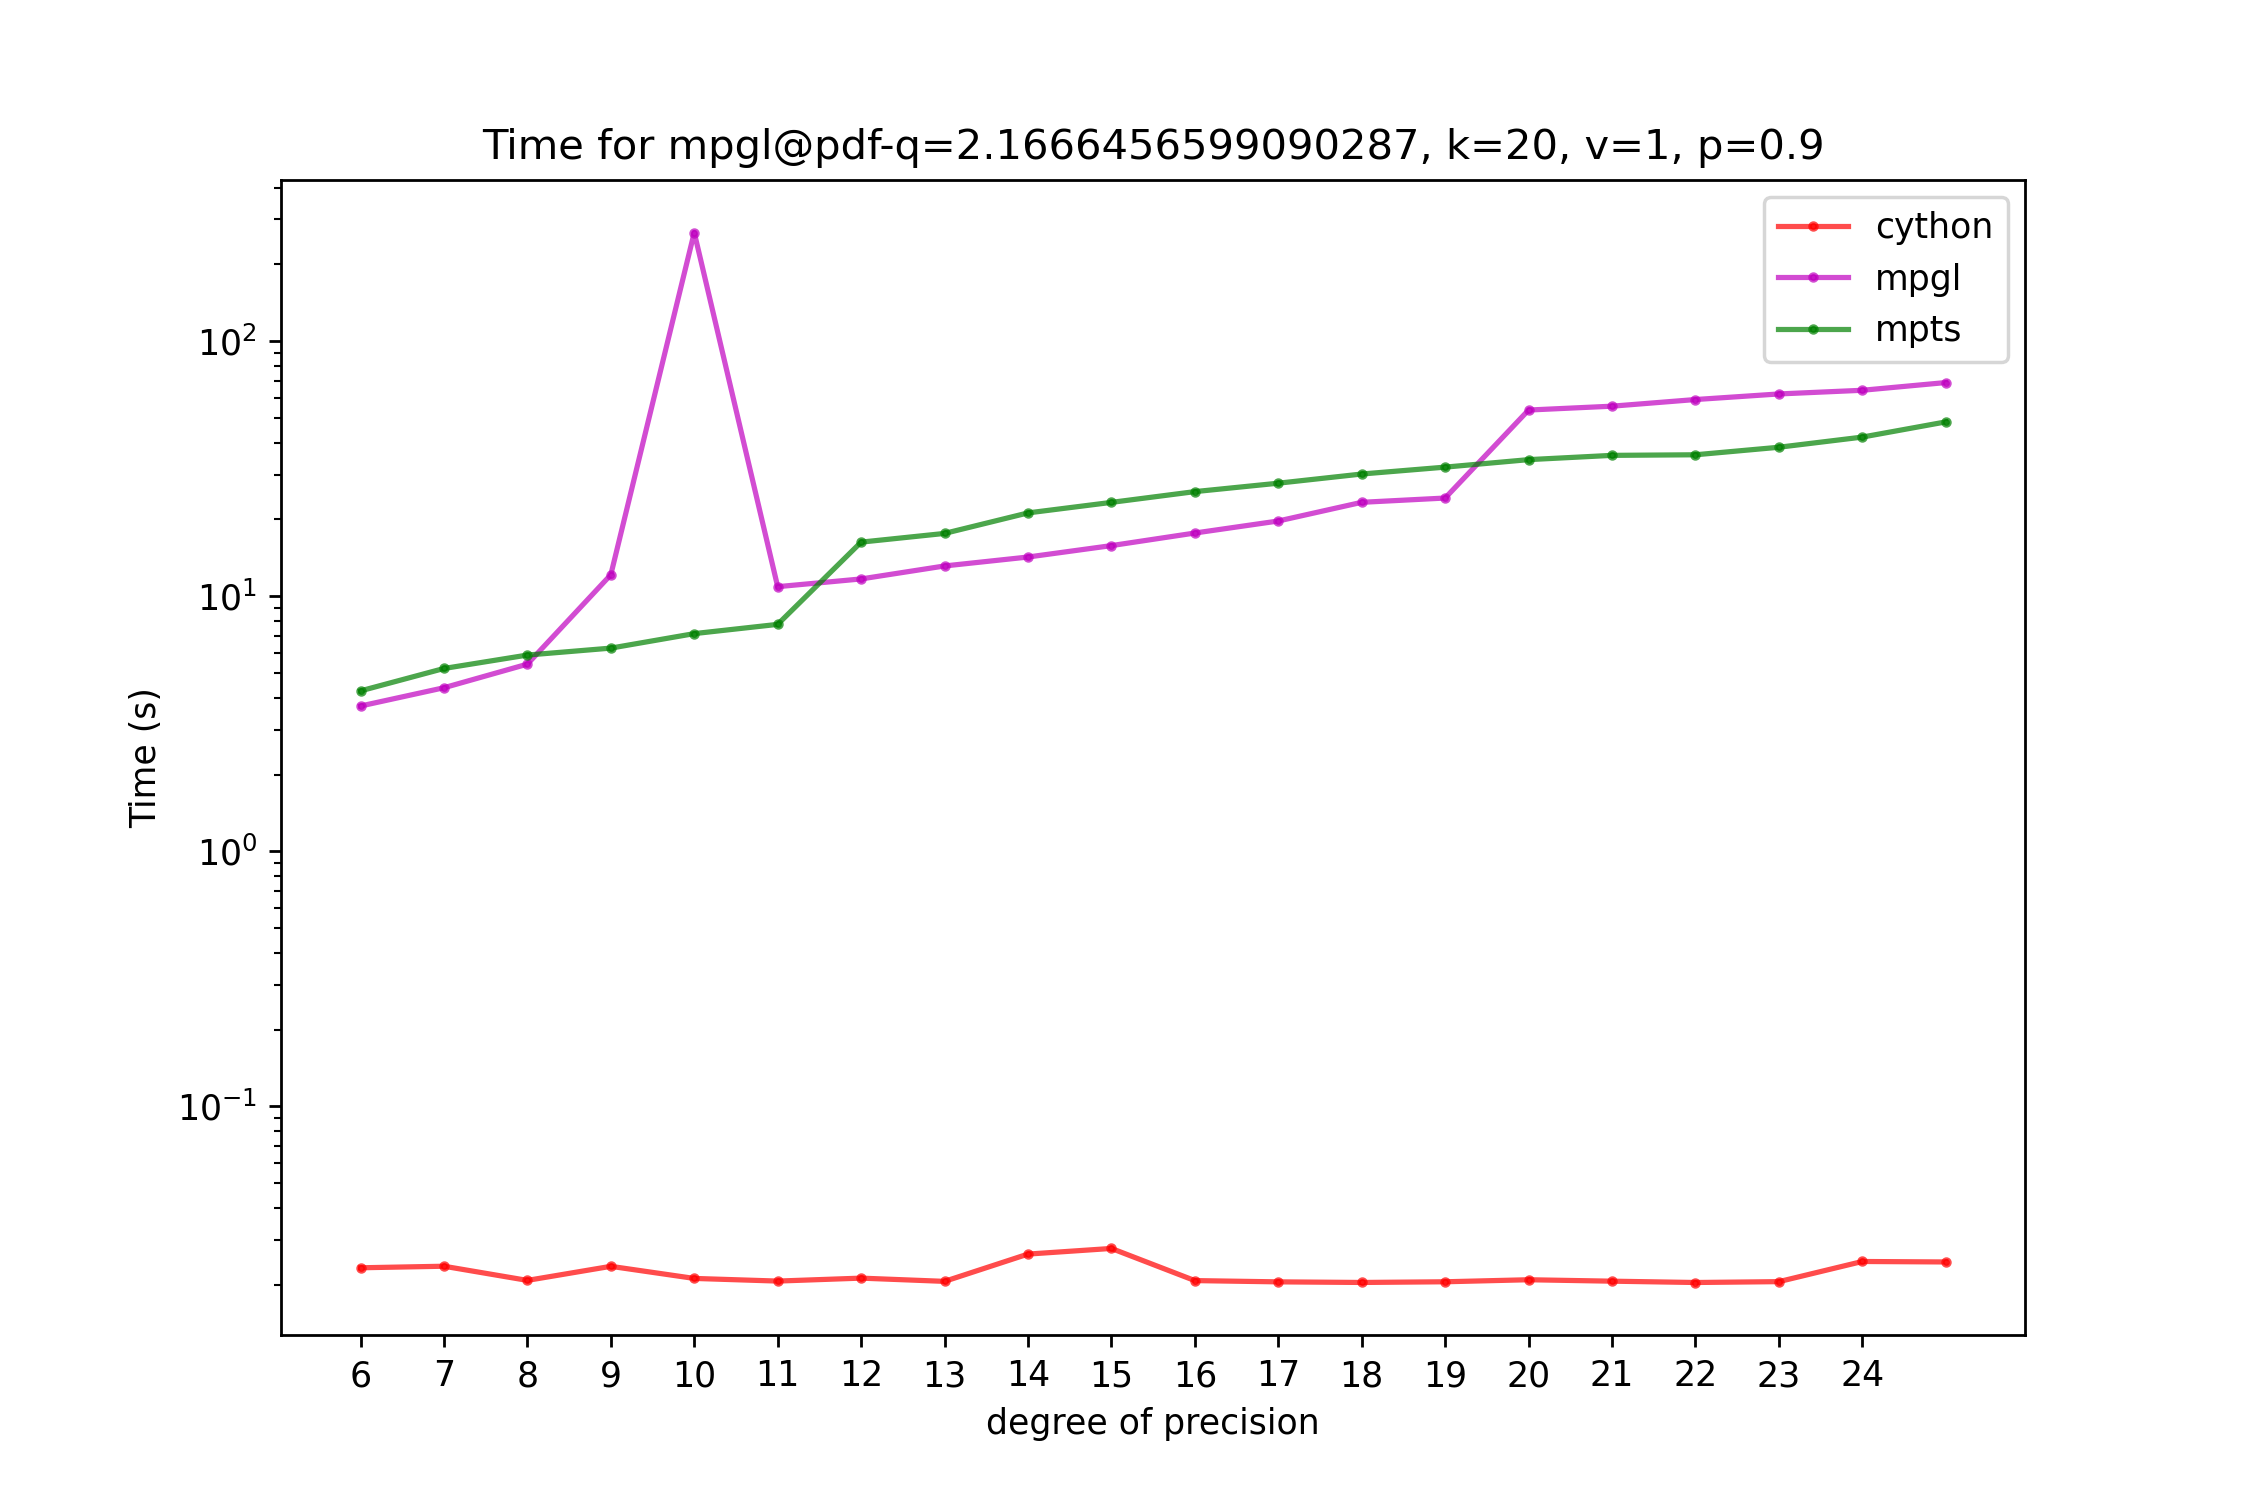 Time for mpgl@pdf-q=2.1666456599090287, k=20, v=1, p=0.9
cython
mpgl
mpts
10²
10¹
10⁰
10⁻¹
Time (s)
6 7 8 9 10 11 12 13 14 15 16 17 18 19 20 21 22 23 24
degree of precision